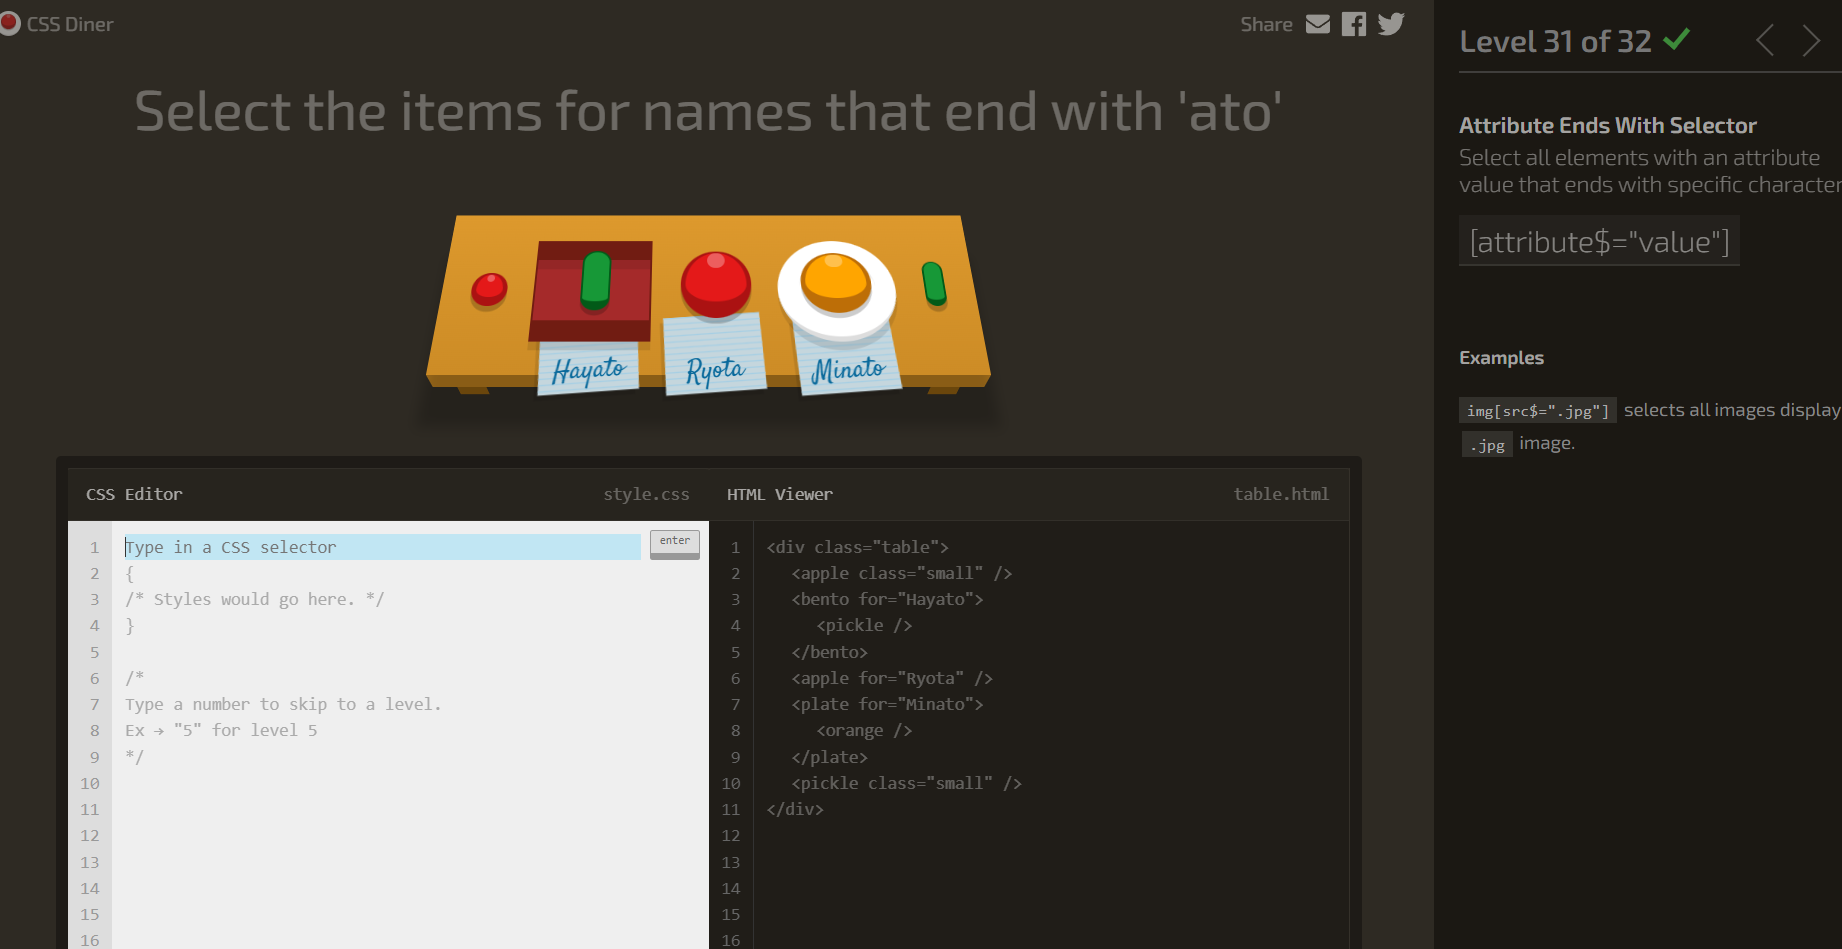 CSS Diner
Share
Select the items for names that end with 'ato'
Hayato
Ryota
Minato
CSS Editor
style.css
1 Type in a CSS selector
enter
2 {
3 /* Styles would go here. */
4 }
5
6 /*
7 Type a number to skip to a level.
8 Ex → "5" for level 5
9 */
10
11
12
13
14
15
16
HTML Viewer
table.html
1 <div class="table">
2 <apple class="small" />
3 <bento for="Hayato">
4 <pickle />
5 </bento>
6 <apple for="Ryota" />
7 <plate for="Minato">
8 <orange />
9 </plate>
10 <pickle class="small" />
11 </div>
12
13
14
15
16
Level 31 of 32
Attribute Ends With Selector
Select all elements with an attribute
value that ends with specific character
[attribute$="value"]
Examples
img[src$=".jpg"] selects all images display
.jpg image.